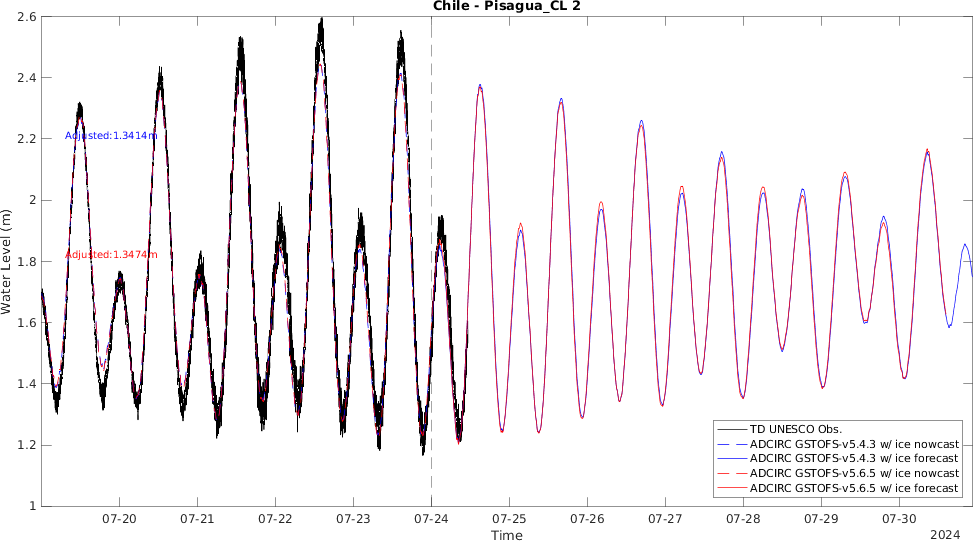 Chile - Pisagua_CL 2
Water Level (m)
2.6
2.4
2.2
2
1.8
1.6
1.4
1.2
1
Adjusted:1.3414m
Adjusted:1.3474m
TD UNESCO Obs.
ADCIRC GSTOFS-v5.4.3 w/ ice nowcast
ADCIRC GSTOFS-v5.4.3 w/ ice forecast
ADCIRC GSTOFS-v5.6.5 w/ ice nowcast
ADCIRC GSTOFS-v5.6.5 w/ ice forecast
07-20 07-21 07-22 07-23 07-24 07-25 07-26 07-27 07-28 07-29 07-30
Time
2024